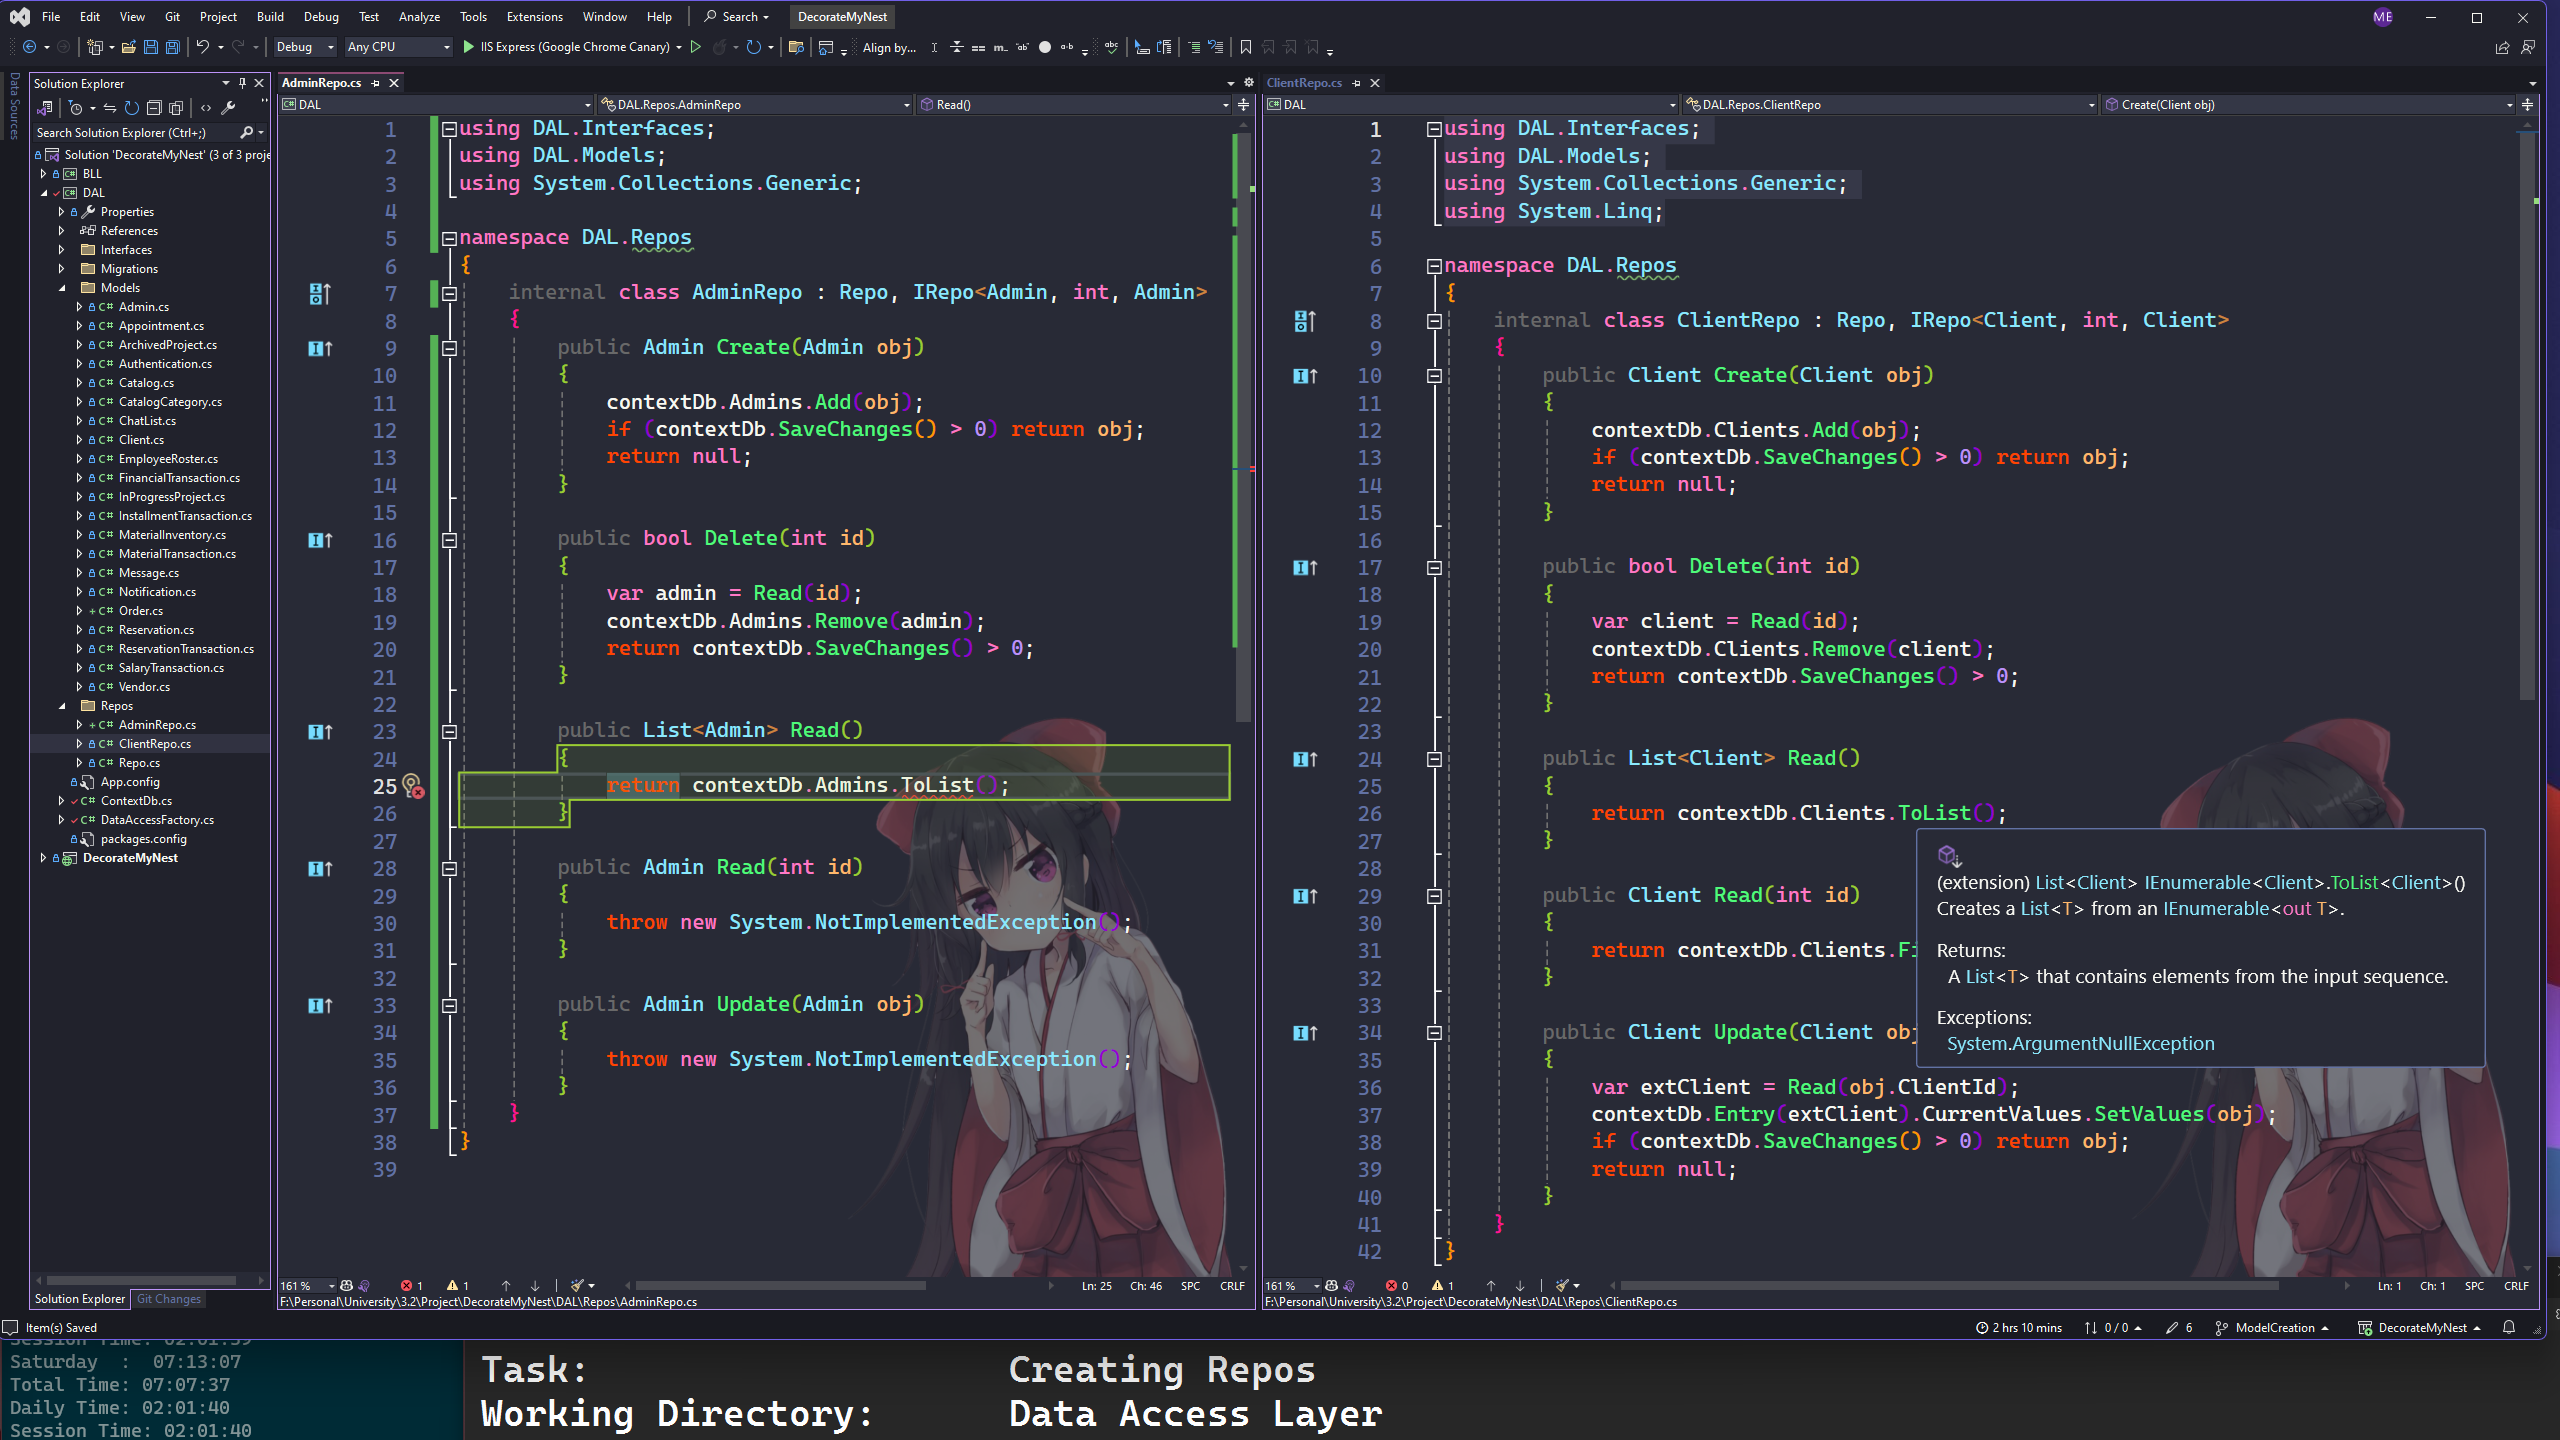 File Edit View Git Project Build Debug Test Analyze Tools Extensions Window Help Search DecorateMyNest ME
Debug Any CPU IIS Express (Google Chrome Canary) Align by...
Data Sources
Solution Explorer
Search Solution Explorer (Ctrl+;)
Solution 'DecorateMyNest' (3 of 3 proje
BLL
DAL
Properties
References
Interfaces
Migrations
Models
C# Admin.cs
C# Appointment.cs
C# ArchivedProject.cs
C# Authentication.cs
C# Catalog.cs
C# CatalogCategory.cs
C# ChatList.cs
C# Client.cs
C# EmployeeRoster.cs
C# FinancialTransaction.cs
C# InProgressProject.cs
C# InstallmentTransaction.cs
C# MaterialInventory.cs
C# MaterialTransaction.cs
C# Message.cs
C# Notification.cs
C# Order.cs
C# Reservation.cs
C# ReservationTransaction.cs
C# SalaryTransaction.cs
C# Vendor.cs
Repos
C# AdminRepo.cs
C# ClientRepo.cs
C# Repo.cs
App.config
C# ContextDb.cs
C# DataAccessFactory.cs
packages.config
DecorateMyNest
Solution Explorer Git Changes
AdminRepo.cs
DAL DAL.Repos.AdminRepo Read()
1 using DAL.Interfaces;
2 using DAL.Models;
3 using System.Collections.Generic;
4
5 namespace DAL.Repos
6 {
7 internal class AdminRepo : Repo, IRepo<Admin, int, Admin>
8 {
9 public Admin Create(Admin obj)
10 {
11 contextDb.Admins.Add(obj);
12 if (contextDb.SaveChanges() > 0) return obj;
13 return null;
14 }
15
16 public bool Delete(int id)
17 {
18 var admin = Read(id);
19 contextDb.Admins.Remove(admin);
20 return contextDb.SaveChanges() > 0;
21 }
22
23 public List<Admin> Read()
24 {
25 return contextDb.Admins.ToList();
26 }
27
28 public Admin Read(int id)
29 {
30 throw new System.NotImplementedException();
31 }
32
33 public Admin Update(Admin obj)
34 {
35 throw new System.NotImplementedException();
36 }
37 }
38 }
39
161 % 1 1 Ln: 25 Ch: 46 SPC CRLF
F:\Personal\University\3.2\Project\DecorateMyNest\DAL\Repos\AdminRepo.cs
ClientRepo.cs
DAL DAL.Repos.ClientRepo Create(Client obj)
1 using DAL.Interfaces;
2 using DAL.Models;
3 using System.Collections.Generic;
4 using System.Linq;
5
6 namespace DAL.Repos
7 {
8 internal class ClientRepo : Repo, IRepo<Client, int, Client>
9 {
10 public Client Create(Client obj)
11 {
12 contextDb.Clients.Add(obj);
13 if (contextDb.SaveChanges() > 0) return obj;
14 return null;
15 }
16
17 public bool Delete(int id)
18 {
19 var client = Read(id);
20 contextDb.Clients.Remove(client);
21 return contextDb.SaveChanges() > 0;
22 }
23
24 public List<Client> Read()
25 {
26 return contextDb.Clients.ToList();
27 }
28
29 public Client Read(int id)
30 {
31 return contextDb.Clients.Fi
32 }
33
34 public Client Update(Client obj
35 {
36 var extClient = Read(obj.ClientId);
37 contextDb.Entry(extClient).CurrentValues.SetValues(obj);
38 if (contextDb.SaveChanges() > 0) return obj;
39 return null;
40 }
41 }
42 }
(extension) List<Client> IEnumerable<Client>.ToList<Client>()
Creates a List<T> from an IEnumerable<out T>.
Returns:
A List<T> that contains elements from the input sequence.
Exceptions:
System.ArgumentNullException
161 % 0 1 Ln: 1 Ch: 1 SPC CRLF
F:\Personal\University\3.2\Project\DecorateMyNest\DAL\Repos\ClientRepo.cs
Item(s) Saved 2 hrs 10 mins 0 / 0 6 ModelCreation DecorateMyNest
Session Time: 02:01:39
Saturday : 07:13:07
Total Time: 07:07:37
Daily Time: 02:01:40
Session Time: 02:01:40
Task: Creating Repos
Working Directory: Data Access Layer